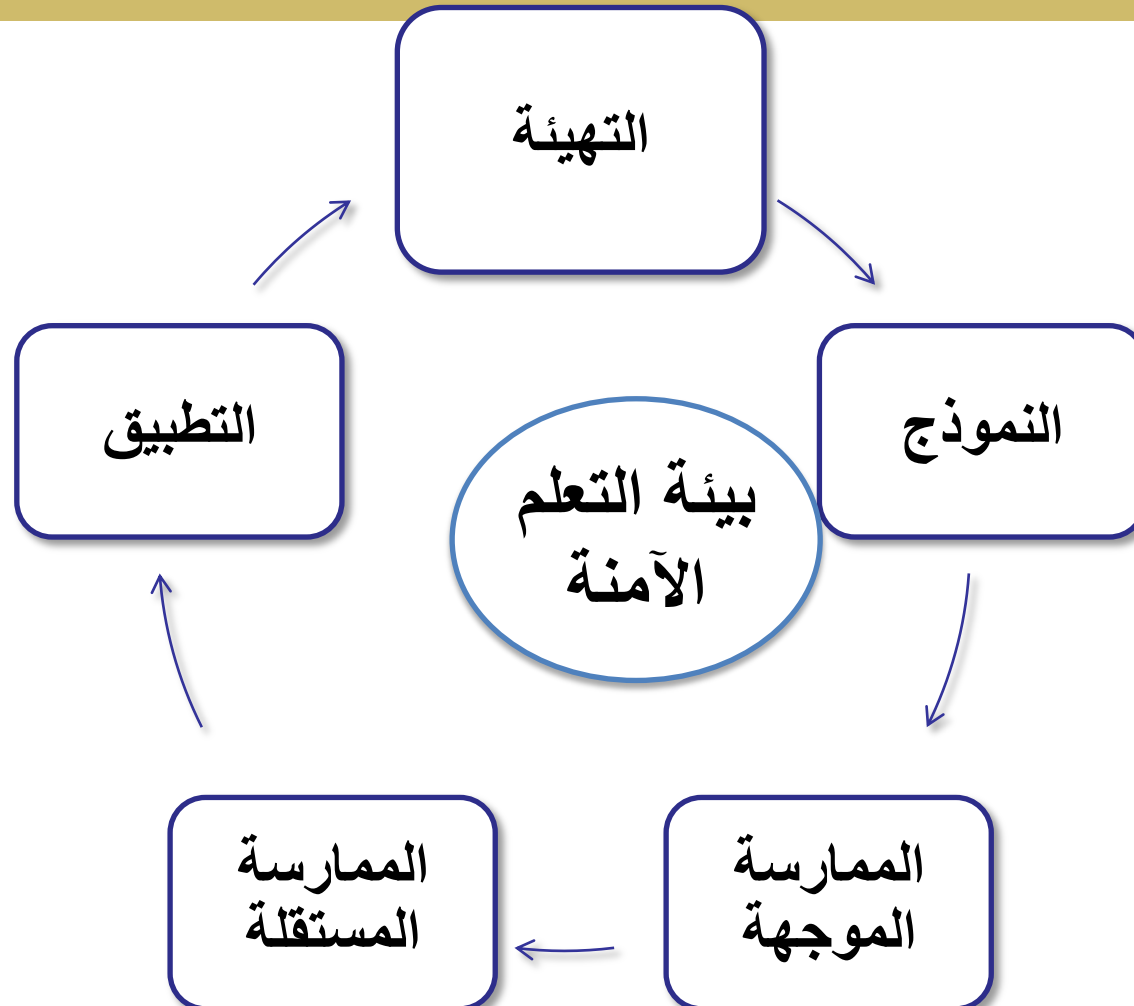 التهيئة
النموذج
التطبيق
بيئة التعلم
الآمنة
الممارسة
الموجهة
الممارسة
المستقلة